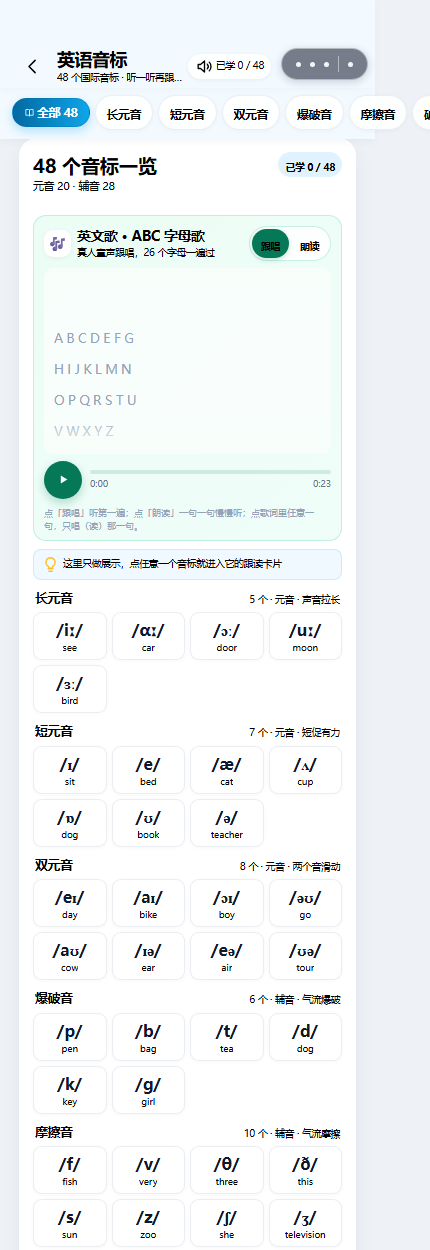 英语音标
48 个国际音标 · 听一听再跟...
已学 0 / 48
全部 48
长元音
短元音
双元音
爆破音
摩擦音
48 个音标一览
元音 20 · 辅音 28
已学 0 / 48
英文歌 • ABC 字母歌
真人童声跟唱，26 个字母一遍过
跟唱
朗读
A B C D E F G
H I J K L M N
O P Q R S T U
V W X Y Z
0:00
0:23
点「跟唱」听第一遍；点「朗读」一句一句慢慢听；点歌词里任意一
句，只唱（读）那一句。
这里只做展示，点任意一个音标就进入它的跟读卡片
长元音
5 个 · 元音 · 声音拉长
/iː/
see
/ɑː/
car
/ɔː/
door
/uː/
moon
/ɜː/
bird
短元音
7 个 · 元音 · 短促有力
/ɪ/
sit
/e/
bed
/æ/
cat
/ʌ/
cup
/ɒ/
dog
/ʊ/
book
/ə/
teacher
双元音
8 个 · 元音 · 两个音滑动
/eɪ/
day
/aɪ/
bike
/ɔɪ/
boy
/əʊ/
go
/aʊ/
cow
/ɪə/
ear
/eə/
air
/ʊə/
tour
爆破音
6 个 · 辅音 · 气流爆破
/p/
pen
/b/
bag
/t/
tea
/d/
dog
/k/
key
/g/
girl
摩擦音
10 个 · 辅音 · 气流摩擦
/f/
fish
/v/
very
/θ/
three
/ð/
this
/s/
sun
/z/
zoo
/ʃ/
she
/ʒ/
television